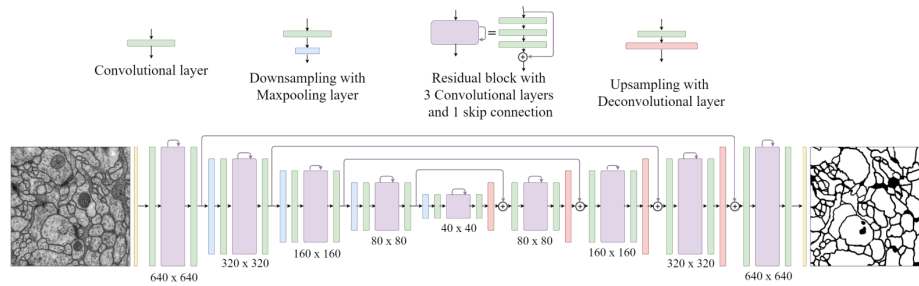 Convolutional layer
Downsampling with
Maxpooling layer
=
Residual block with
3 Convolutional layers
and 1 skip connection
Upsampling with
Deconvolutional layer
640 x 640
320 x 320
160 x 160
80 x 80
40 x 40
80 x 80
160 x 160
320 x 320
640 x 640